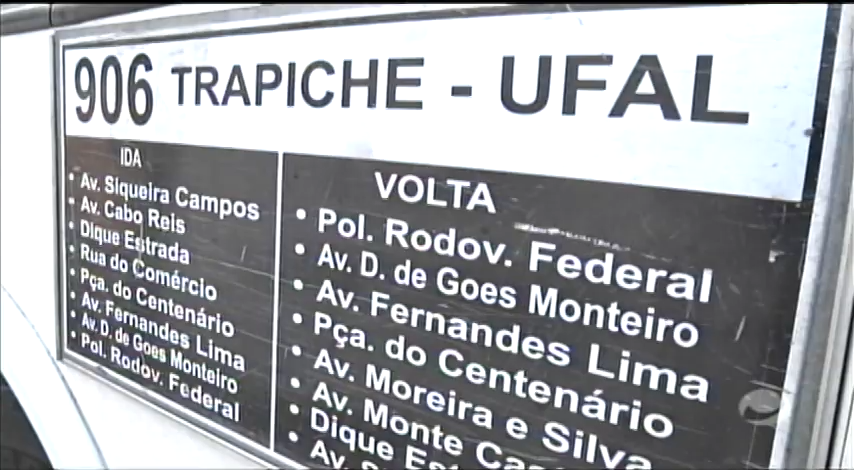 906 TRAPICHE - UFAL
IDA
• Av. Siqueira Campos
• Av. Cabo Reis
• Dique Estrada
• Rua do Comércio
• Pça. do Centenário
• Av. Fernandes Lima
• Av. D. de Goes Monteiro
• Pol. Rodov. Federal
VOLTA
• Pol. Rodov. Federal
• Av. D. de Goes Monteiro
• Av. Fernandes Lima
• Pça. do Centenário
• Av. Moreira e Silva
• Av. Monte
• Dique
• Av.